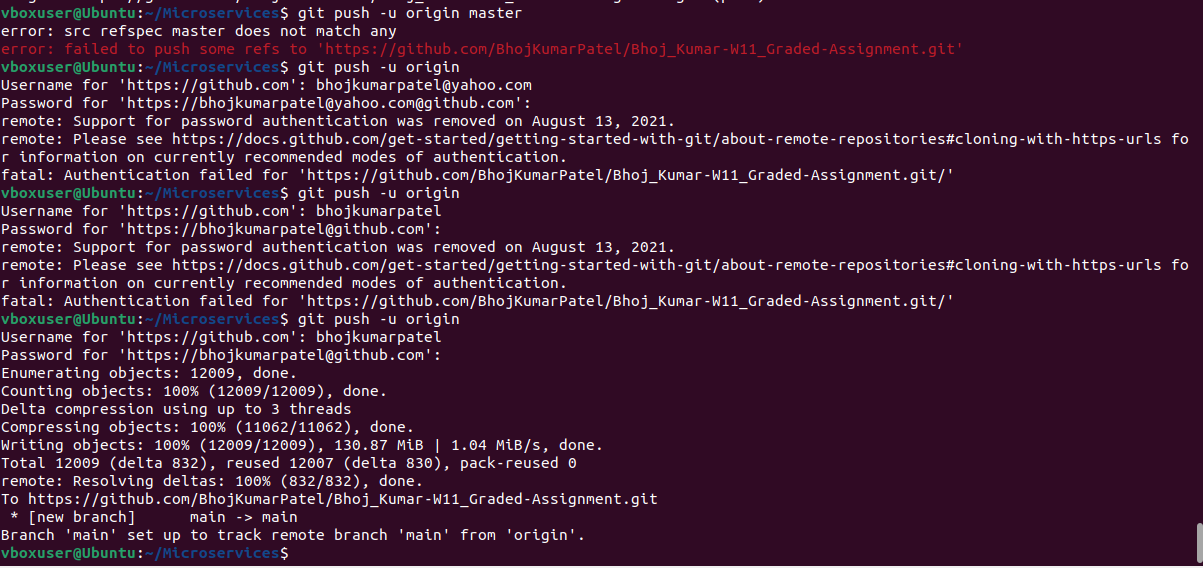 vboxuser@Ubuntu:~/Microservices$ git push -u origin master
error: src refspec master does not match any
error: failed to push some refs to 'https://github.com/BhojKumarPatel/Bhoj_Kumar-W11_Graded-Assignment.git'
vboxuser@Ubuntu:~/Microservices$ git push -u origin
Username for 'https://github.com': bhojkumarpatel@yahoo.com
Password for 'https://bhojkumarpatel@yahoo.com@github.com':
remote: Support for password authentication was removed on August 13, 2021.
remote: Please see https://docs.github.com/get-started/getting-started-with-git/about-remote-repositories#cloning-with-https-urls fo
r information on currently recommended modes of authentication.
fatal: Authentication failed for 'https://github.com/BhojKumarPatel/Bhoj_Kumar-W11_Graded-Assignment.git/'
vboxuser@Ubuntu:~/Microservices$ git push -u origin
Username for 'https://github.com': bhojkumarpatel
Password for 'https://bhojkumarpatel@github.com':
remote: Support for password authentication was removed on August 13, 2021.
remote: Please see https://docs.github.com/get-started/getting-started-with-git/about-remote-repositories#cloning-with-https-urls fo
r information on currently recommended modes of authentication.
fatal: Authentication failed for 'https://github.com/BhojKumarPatel/Bhoj_Kumar-W11_Graded-Assignment.git/'
vboxuser@Ubuntu:~/Microservices$ git push -u origin
Username for 'https://github.com': bhojkumarpatel
Password for 'https://bhojkumarpatel@github.com':
Enumerating objects: 12009, done.
Counting objects: 100% (12009/12009), done.
Delta compression using up to 3 threads
Compressing objects: 100% (11062/11062), done.
Writing objects: 100% (12009/12009), 130.87 MiB | 1.04 MiB/s, done.
Total 12009 (delta 832), reused 12007 (delta 830), pack-reused 0
remote: Resolving deltas: 100% (832/832), done.
To https://github.com/BhojKumarPatel/Bhoj_Kumar-W11_Graded-Assignment.git
 * [new branch]      main -> main
Branch 'main' set up to track remote branch 'main' from 'origin'.
vboxuser@Ubuntu:~/Microservices$